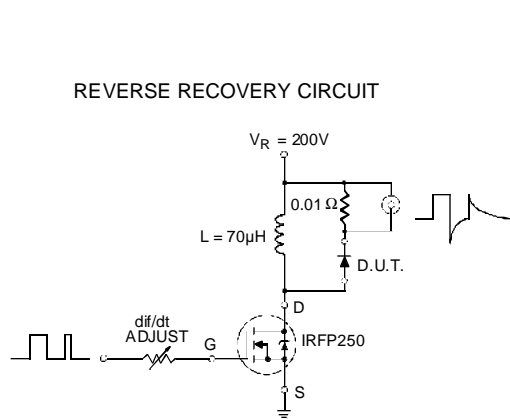 REVERSE RECOVERY CIRCUIT
V_R = 200V
0.01 Ω
L = 70µH
D.U.T.
D
dif/dt
ADJUST
G
IRFP250
S